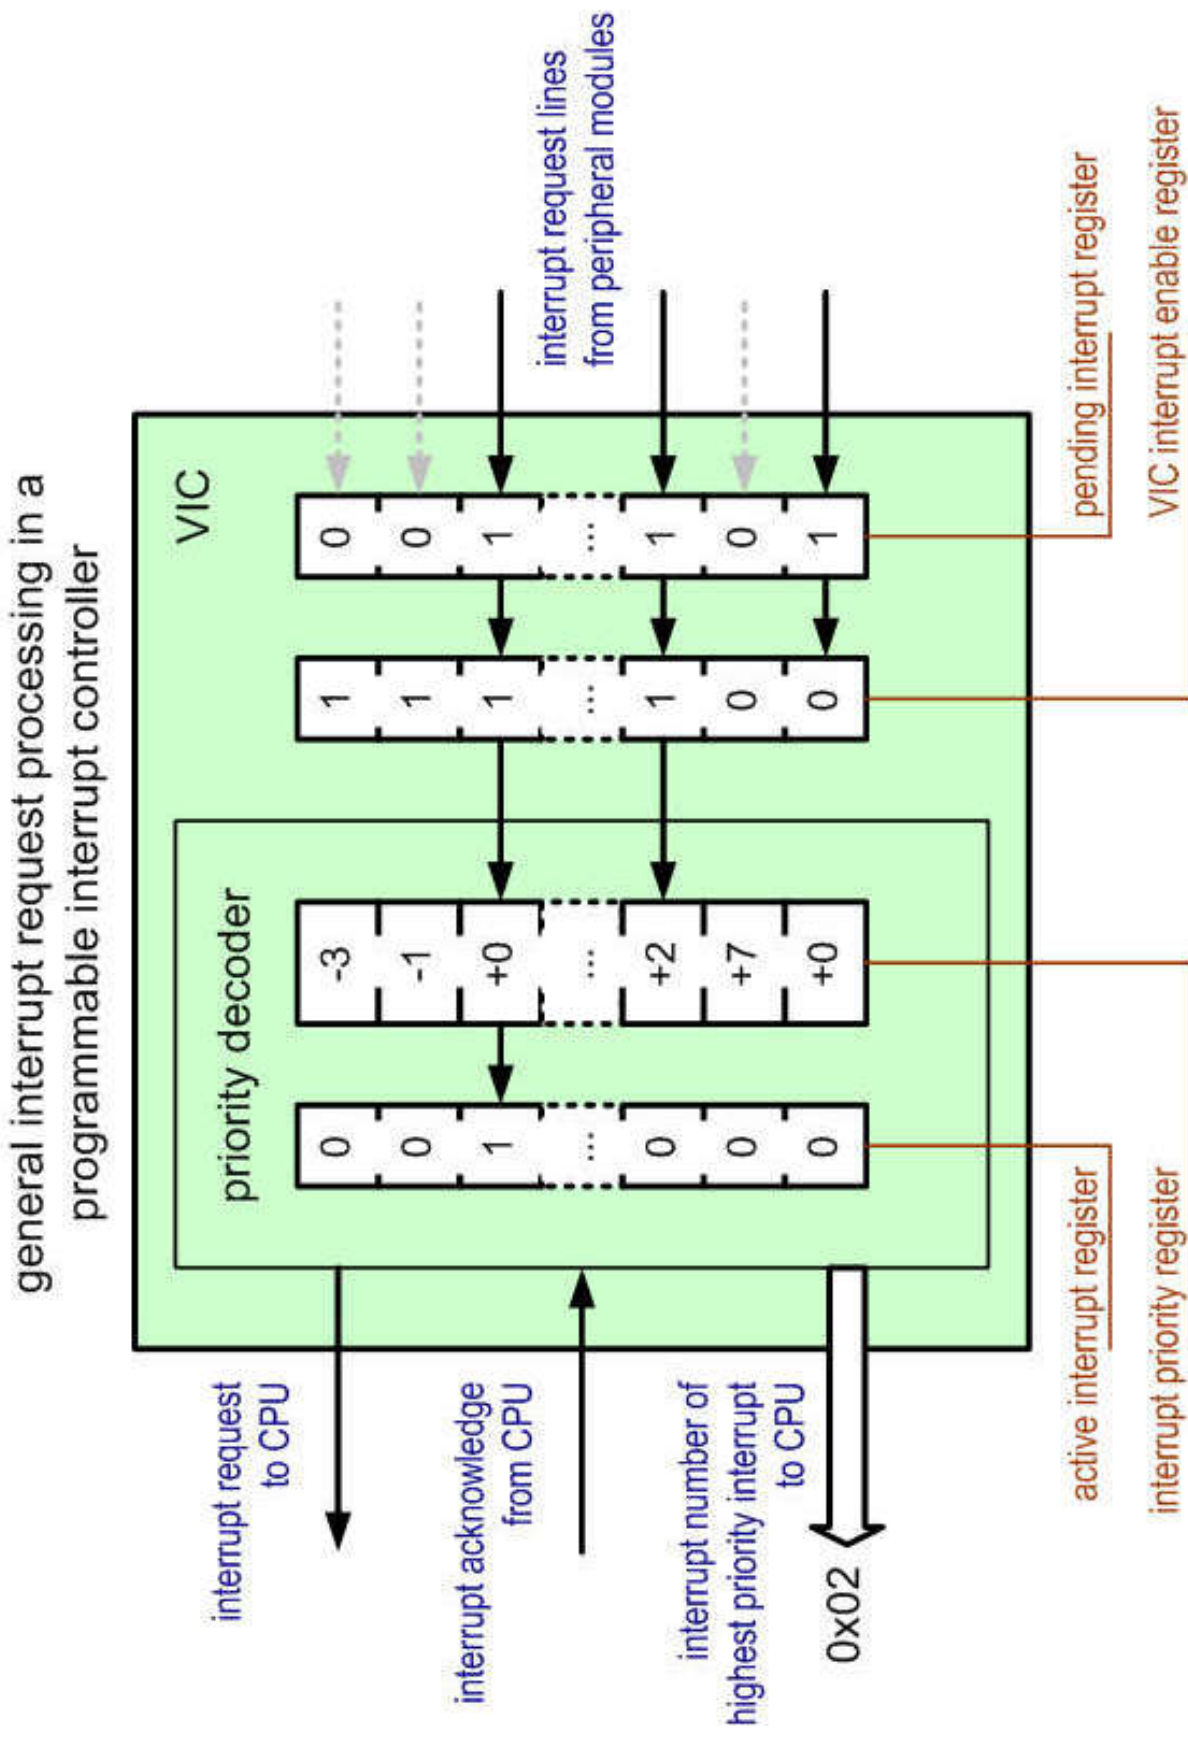 general interrupt request processing in a
programmable interrupt controller
VIC
priority decoder
interrupt request
to CPU
interrupt acknowledge
from CPU
interrupt number of
highest priority interrupt
to CPU
0x02
0
0
1
...
0
0
0
-3
-1
+0
...
+2
+7
+0
1
1
1
...
1
0
0
0
0
1
...
1
0
1
interrupt request lines
from peripheral modules
active interrupt register
interrupt priority register
pending interrupt register
VIC interrupt enable register